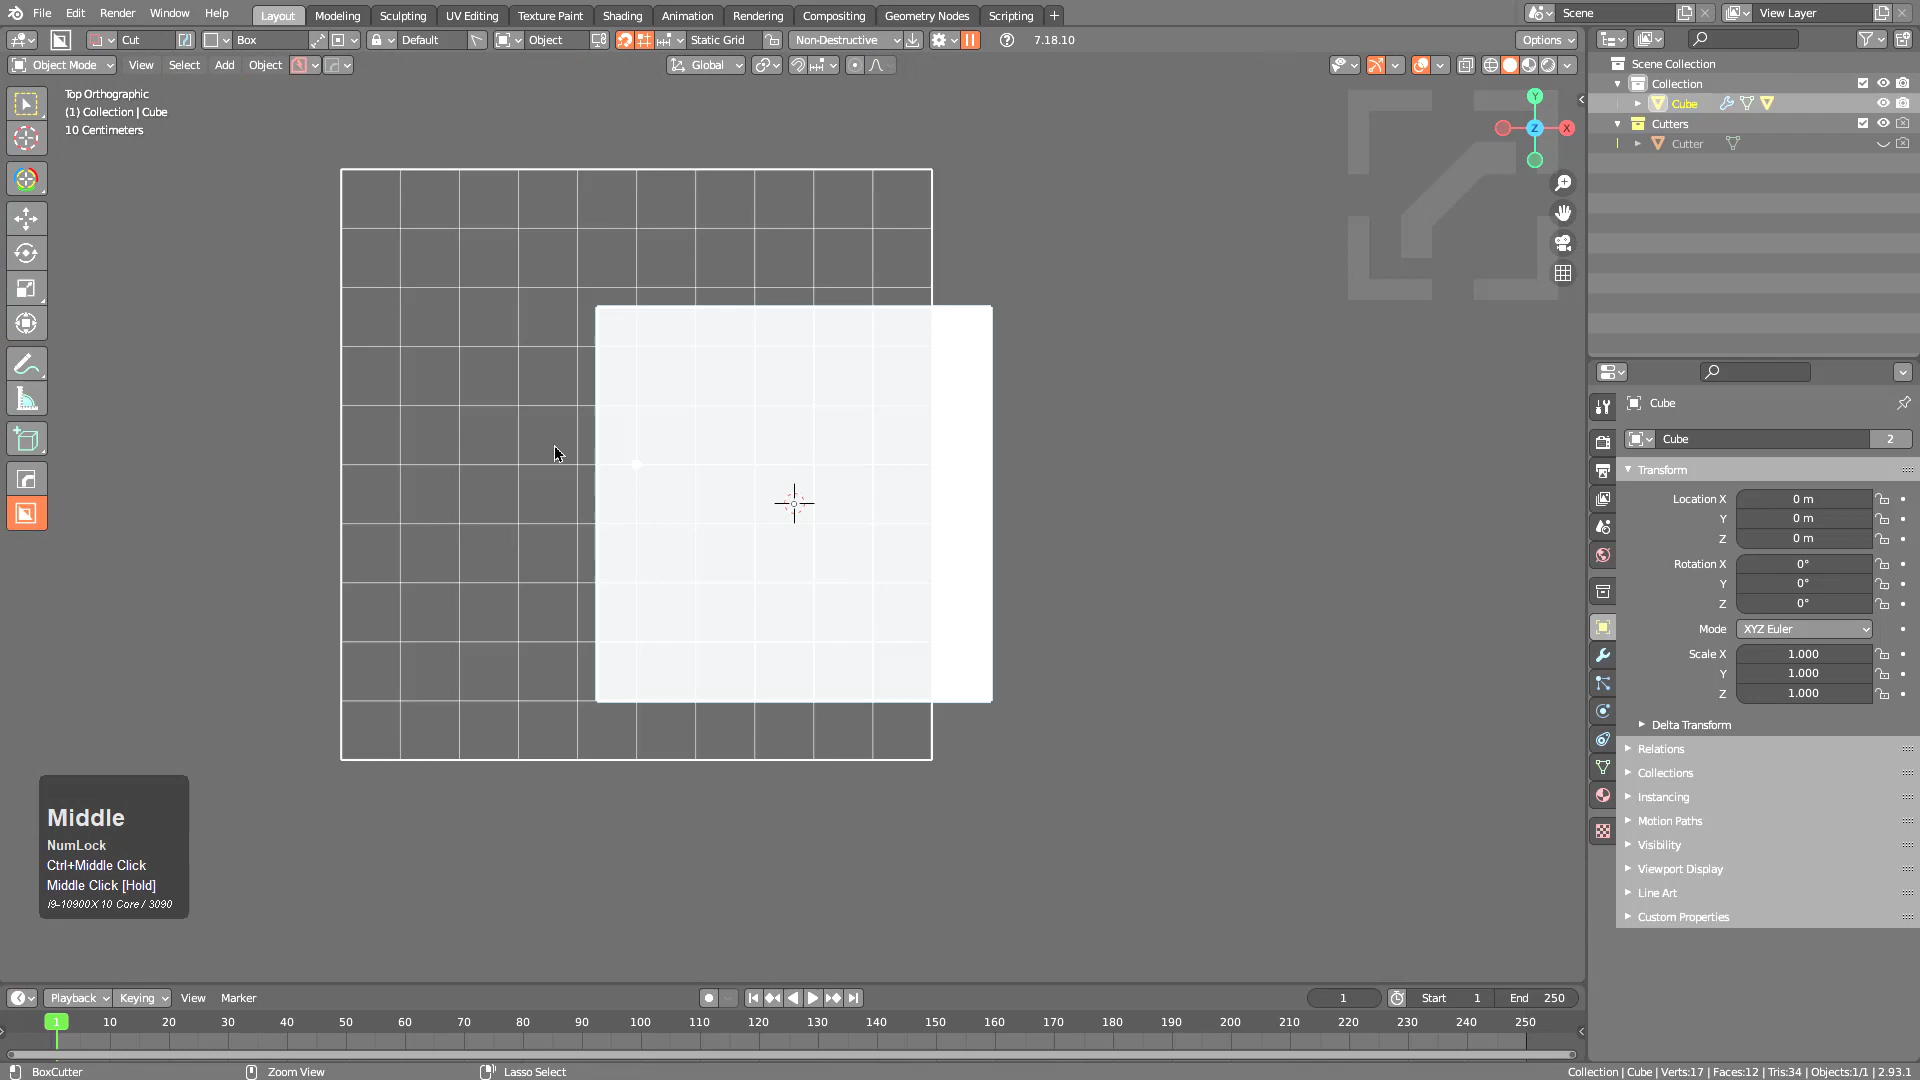 File Edit Render Window Help Layout Modeling Sculpting UV Editing Texture Paint Shading Animation Rendering Compositing Geometry Nodes Scripting + Scene View Layer
Cut Box Default Object Static Grid Non-Destructive 7.18.10 Options
Object Mode View Select Add Object Global
Top Orthographic
(1) Collection | Cube
10 Centimeters
Y
X
Z
Scene Collection
Collection
Cube
Cutters
Cutter
Cube
Cube 2
Transform
Location X 0 m
Y 0 m
Z 0 m
Rotation X 0°
Y 0°
Z 0°
Mode XYZ Euler
Scale X 1.000
Y 1.000
Z 1.000
Delta Transform
Relations
Collections
Instancing
Motion Paths
Visibility
Viewport Display
Line Art
Custom Properties
Middle
NumLock
Ctrl+Middle Click
Middle Click [Hold]
i9-10900X 10 Core / 3090
Playback Keying View Marker 1 Start 1 End 250
1 10 20 30 40 50 60 70 80 90 100 110 120 130 140 150 160 170 180 190 200 210 220 230 240 250
BoxCutter Zoom View Lasso Select Collection | Cube | Verts:17 | Faces:12 | Tris:34 | Objects:1/1 | 2.93.1